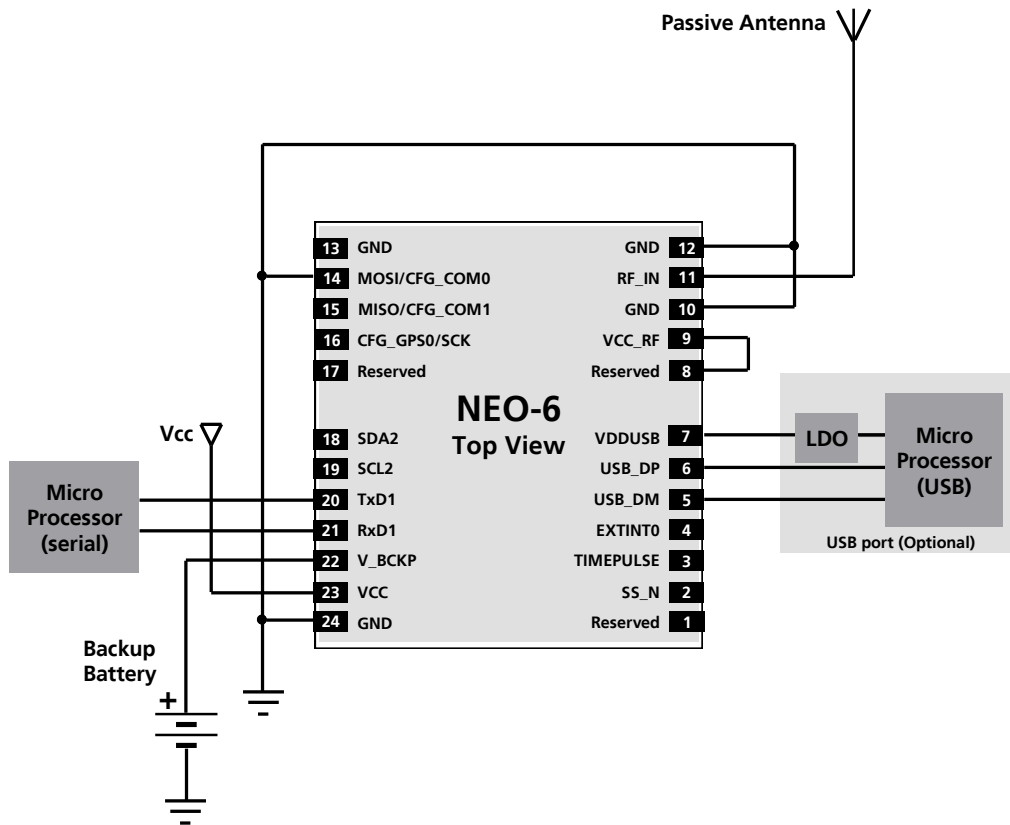 Passive Antenna
13 GND
GND 12
14 MOSI/CFG_COM0
RF_IN 11
15 MISO/CFG_COM1
GND 10
16 CFG_GPS0/SCK
VCC_RF 9
17 Reserved
Reserved 8
NEO-6
Top View
Vcc
18 SDA2
VDDUSB 7
19 SCL2
USB_DP 6
20 TxD1
USB_DM 5
21 RxD1
EXTINT0 4
22 V_BCKP
TIMEPULSE 3
23 VCC
SS_N 2
24 GND
Reserved 1
LDO
Micro
Processor
(USB)
USB port (Optional)
Micro
Processor
(serial)
Backup
Battery
+